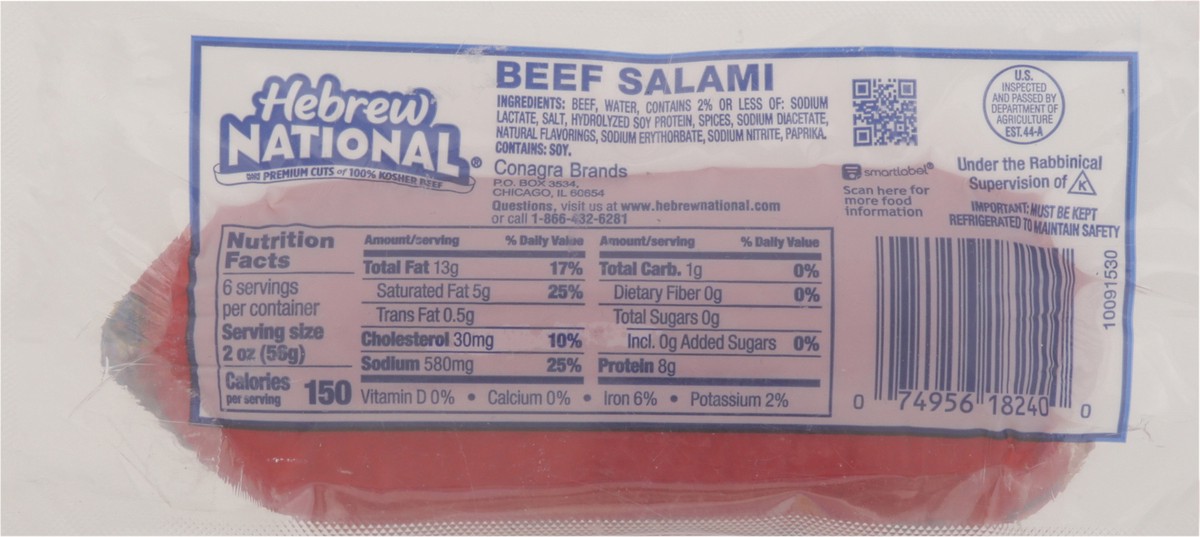 Hebrew
NATIONAL®
PREMIUM CUTS of 100% KOSHER BEEF
BEEF SALAMI
INGREDIENTS: BEEF, WATER, CONTAINS 2% OR LESS OF: SODIUM
LACTATE, SALT, HYDROLYZED SOY PROTEIN, SPICES, SODIUM DIACETATE,
NATURAL FLAVORINGS, SODIUM ERYTHORBATE, SODIUM NITRITE, PAPRIKA.
CONTAINS: SOY.
Conagra Brands
P.O. BOX 3534,
CHICAGO, IL 60654
Questions, visit us at www.hebrewnational.com
or call 1-866-432-6281
smartlabel®
Scan here for
more food
information
U.S.
INSPECTED
AND PASSED BY
DEPARTMENT OF
AGRICULTURE
EST. 44-A
Under the Rabbinical
Supervision of K
IMPORTANT: MUST BE KEPT
REFRIGERATED TO MAINTAIN SAFETY
Nutrition
Facts
6 servings
per container
Serving size
2 oz (56g)
Calories 150
per serving
Amount/serving % Daily Value
Total Fat 13g 17%
Saturated Fat 5g 25%
Trans Fat 0.5g
Cholesterol 30mg 10%
Sodium 580mg 25%
Amount/serving % Daily Value
Total Carb. 1g 0%
Dietary Fiber 0g 0%
Total Sugars 0g
Incl. 0g Added Sugars 0%
Protein 8g
Vitamin D 0% • Calcium 0% • Iron 6% • Potassium 2%
0 74956 18240 0
10091530